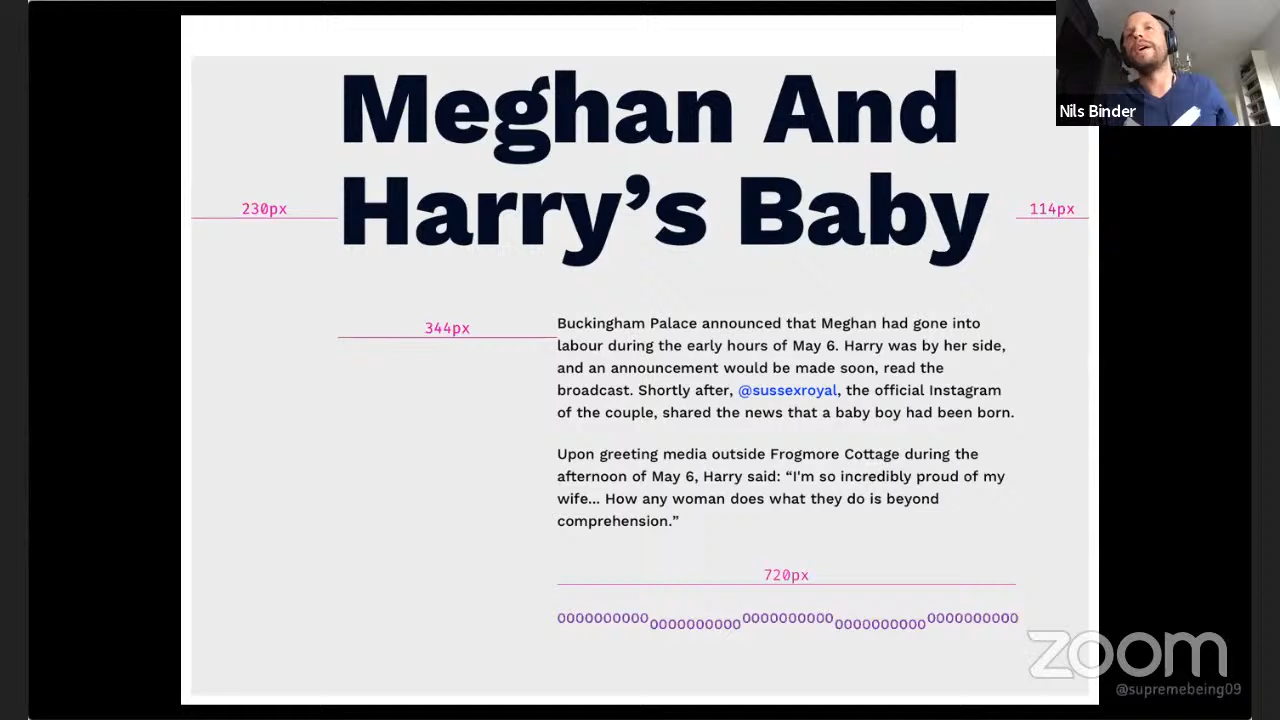 Meghan And
Harry’s Baby
Nils Binder
230px
114px
344px
Buckingham Palace announced that Meghan had gone into
labour during the early hours of May 6. Harry was by her side,
and an announcement would be made soon, read the
broadcast. Shortly after, @sussexroyal, the official Instagram
of the couple, shared the news that a baby boy had been born.
Upon greeting media outside Frogmore Cottage during the
afternoon of May 6, Harry said: “I'm so incredibly proud of my
wife... How any woman does what they do is beyond
comprehension.”
720px
0000000000 0000000000 0000000000 0000000000 0000000000
zoom
@supremebeing09